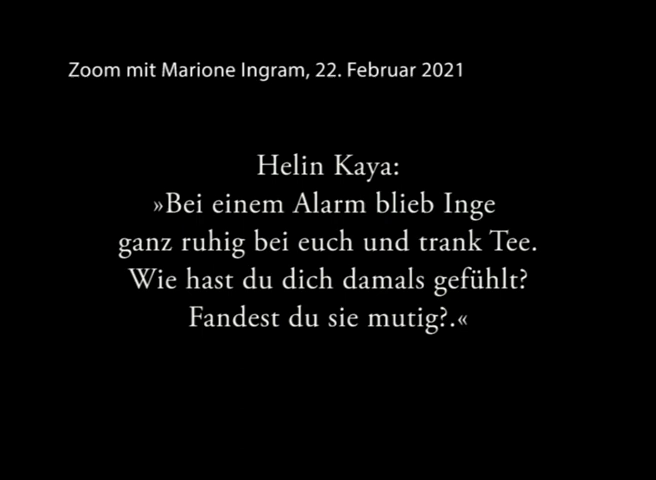 Zoom mit Marione Ingram, 22. Februar 2021
Helin Kaya:
»Bei einem Alarm blieb Inge
ganz ruhig bei euch und trank Tee.
Wie hast du dich damals gefühlt?
Fandest du sie mutig?.«